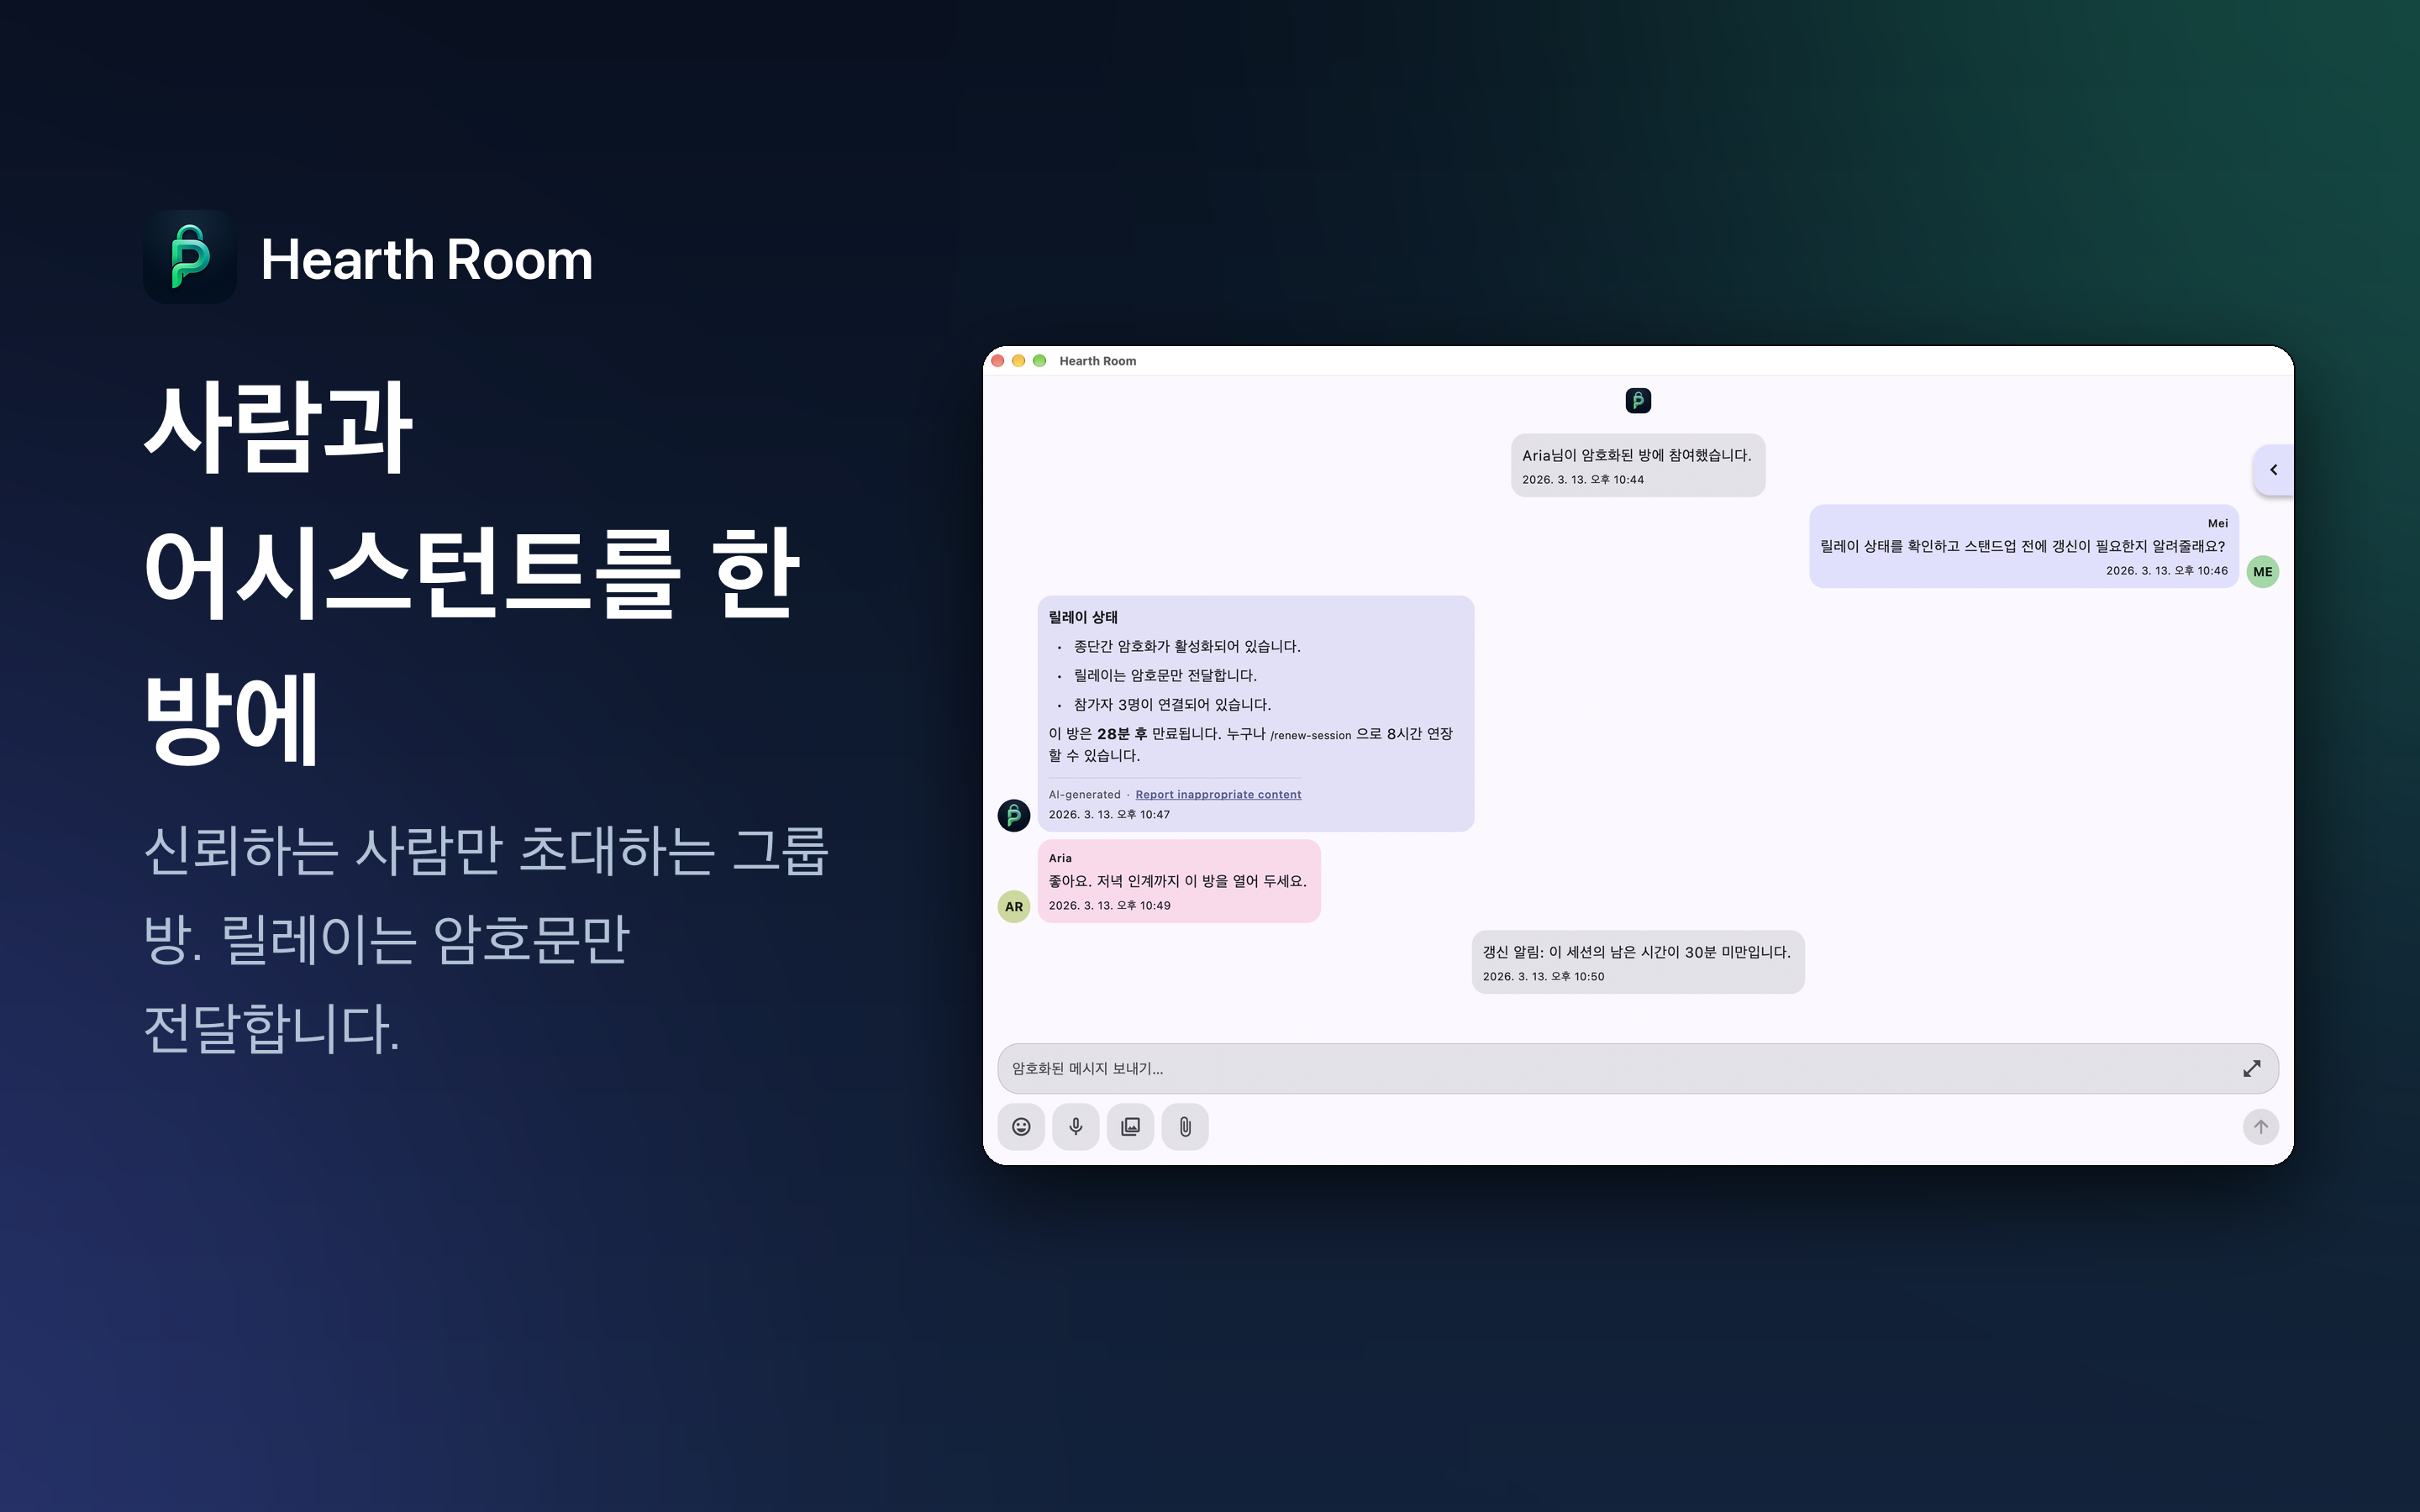 Hearth Room
사람과
어시스턴트를 한
방에
신뢰하는 사람만 초대하는 그룹
방. 릴레이는 암호문만
전달합니다.
Hearth Room
Aria님이 암호화된 방에 참여했습니다.
2026. 3. 13. 오후 10:44
Mei
릴레이 상태를 확인하고 스탠드업 전에 갱신이 필요한지 알려줄래요?
2026. 3. 13. 오후 10:46
ME
릴레이 상태
• 종단간 암호화가 활성화되어 있습니다.
• 릴레이는 암호문만 전달합니다.
• 참가자 3명이 연결되어 있습니다.
이 방은 28분 후 만료됩니다. 누구나 /renew-session 으로 8시간 연장
할 수 있습니다.
AI-generated · Report inappropriate content
2026. 3. 13. 오후 10:47
Aria
좋아요. 저녁 인계까지 이 방을 열어 두세요.
2026. 3. 13. 오후 10:49
AR
갱신 알림: 이 세션의 남은 시간이 30분 미만입니다.
2026. 3. 13. 오후 10:50
암호화된 메시지 보내기...